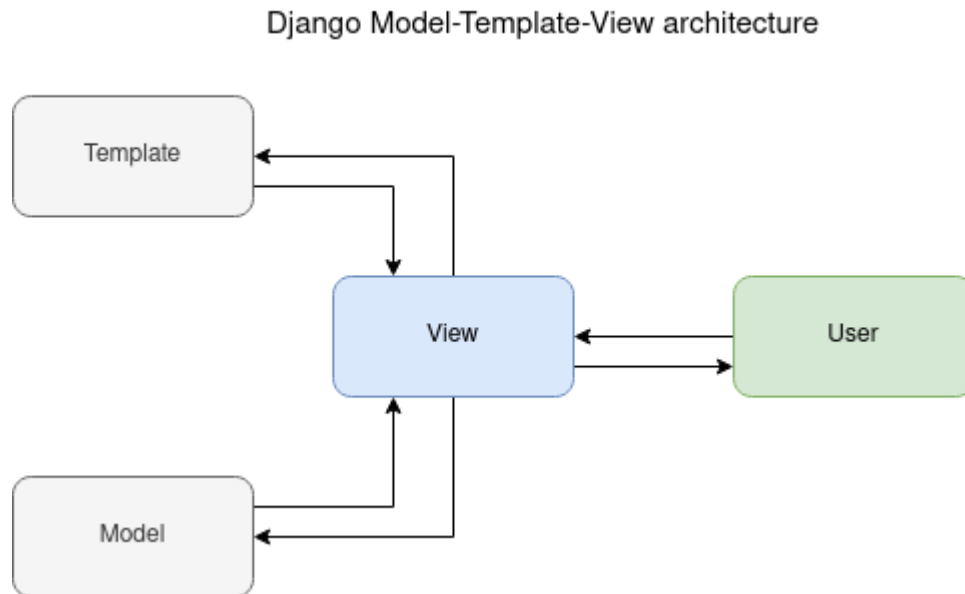 Django Model-Template-View architecture
Template
View
User
Model